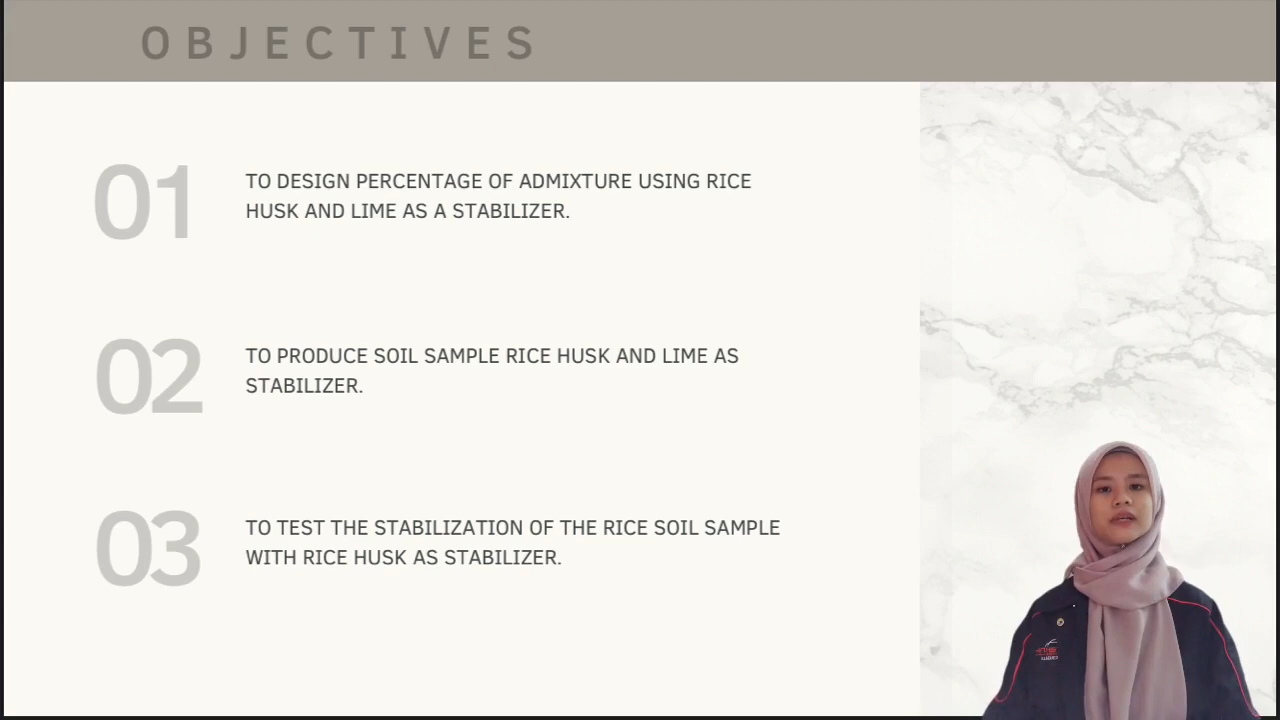 OBJECTIVES
01
TO DESIGN PERCENTAGE OF ADMIXTURE USING RICE
HUSK AND LIME AS A STABILIZER.
02
TO PRODUCE SOIL SAMPLE RICE HUSK AND LIME AS
STABILIZER.
03
TO TEST THE STABILIZATION OF THE RICE SOIL SAMPLE
WITH RICE HUSK AS STABILIZER.